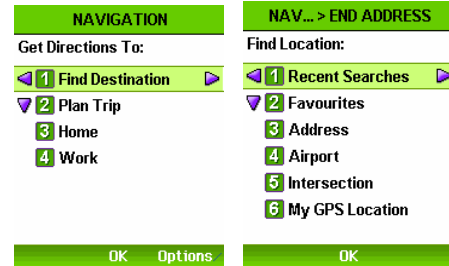 NAVIGATION
Get Directions To:
1 Find Destination
2 Plan Trip
3 Home
4 Work
OK Options
NAV... > END ADDRESS
Find Location:
1 Recent Searches
2 Favourites
3 Address
4 Airport
5 Intersection
6 My GPS Location
OK